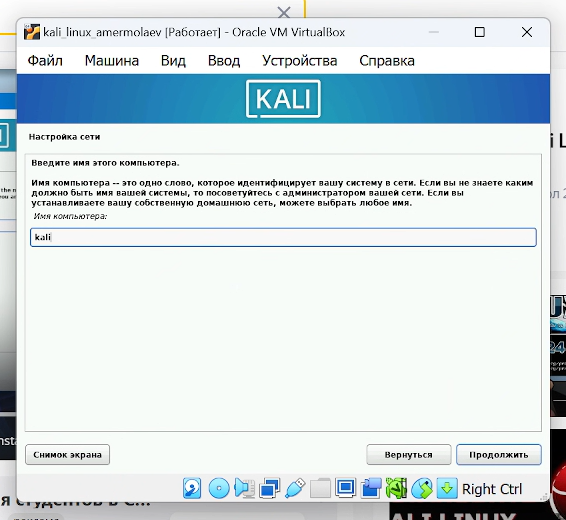 kali_linux_amermolaev [Работает] - Oracle VM VirtualBox
Файл Машина Вид Ввод Устройства Справка
KALI
Настройка сети
Введите имя этого компьютера.
Имя компьютера -- это одно слово, которое идентифицирует вашу систему в сети. Если вы не знаете каким
должно быть имя вашей системы, то посоветуйтесь с администратором вашей сети. Если вы
устанавливаете вашу собственную домашнюю сеть, можете выбрать любое имя.
Имя компьютера:
kali
Снимок экрана Вернуться Продолжить
Right Ctrl
я студентов в С...
ALI LINUX